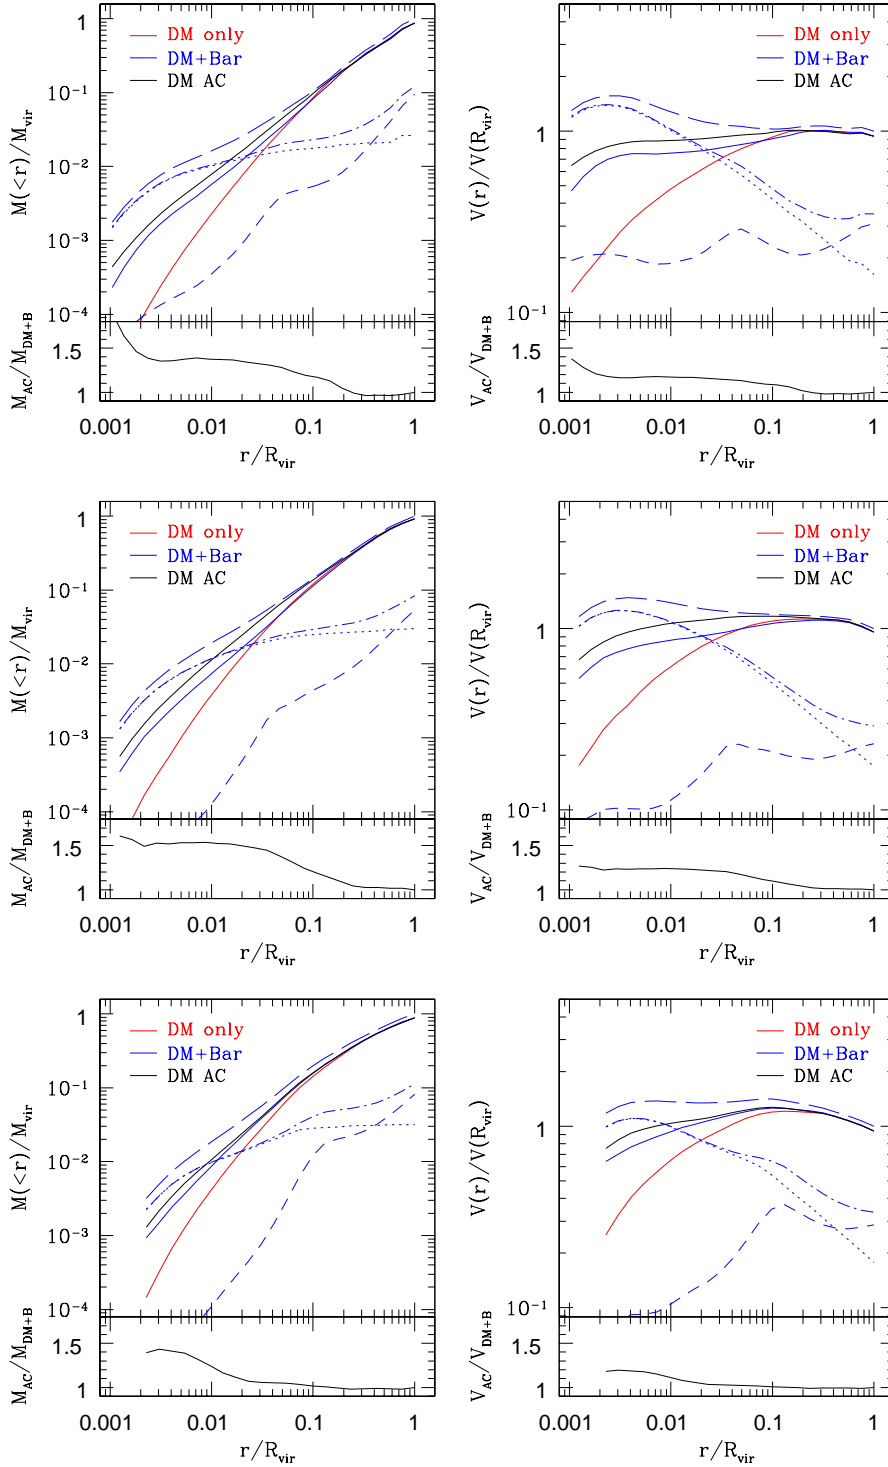 1
10⁻¹
10⁻²
10⁻³
10⁻⁴
M(<r)/M_vir
DM only
DM+Bar
DM AC
1.5
1
M_AC/M_DM+B
0.001 0.01 0.1 1
r/R_vir
1
10⁻¹
V(r)/V(R_vir)
DM only
DM+Bar
DM AC
1.5
1
V_AC/V_DM+B
0.001 0.01 0.1 1
r/R_vir
1
10⁻¹
10⁻²
10⁻³
10⁻⁴
M(<r)/M_vir
DM only
DM+Bar
DM AC
1.5
1
M_AC/M_DM+B
0.001 0.01 0.1 1
r/R_vir
1
10⁻¹
V(r)/V(R_vir)
DM only
DM+Bar
DM AC
1.5
1
V_AC/V_DM+B
0.001 0.01 0.1 1
r/R_vir
1
10⁻¹
10⁻²
10⁻³
10⁻⁴
M(<r)/M_vir
DM only
DM+Bar
DM AC
1.5
1
M_AC/M_DM+B
0.001 0.01 0.1 1
r/R_vir
1
10⁻¹
V(r)/V(R_vir)
DM only
DM+Bar
DM AC
1.5
1
V_AC/V_DM+B
0.001 0.01 0.1 1
r/R_vir